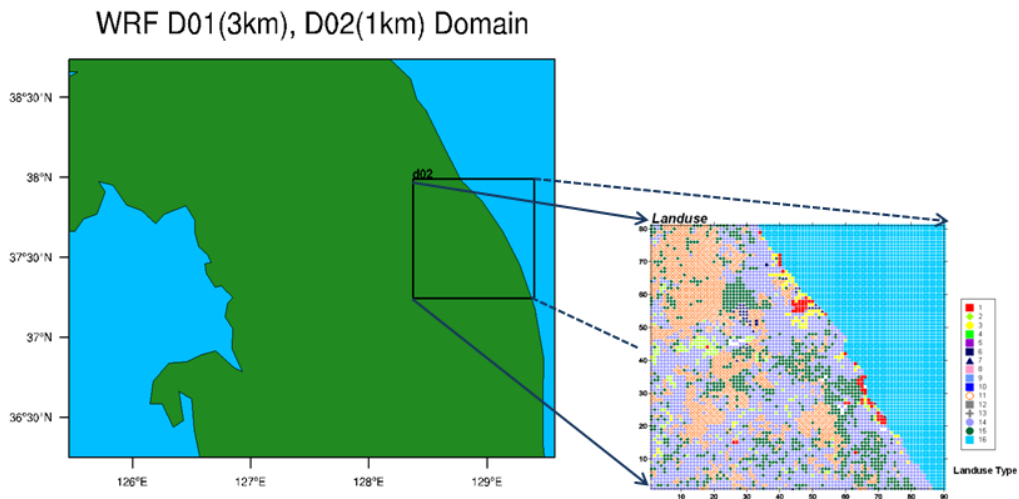 WRF D01(3km), D02(1km) Domain
38°30'N
38°N
37°30'N
37°N
36°30'N
126°E
127°E
128°E
129°E
d02
Landuse
80
70
60
50
40
30
20
10
10
20
30
40
50
60
70
80
90
1
2
3
4
5
6
7
8
9
10
11
12
13
14
15
16
Landuse Type